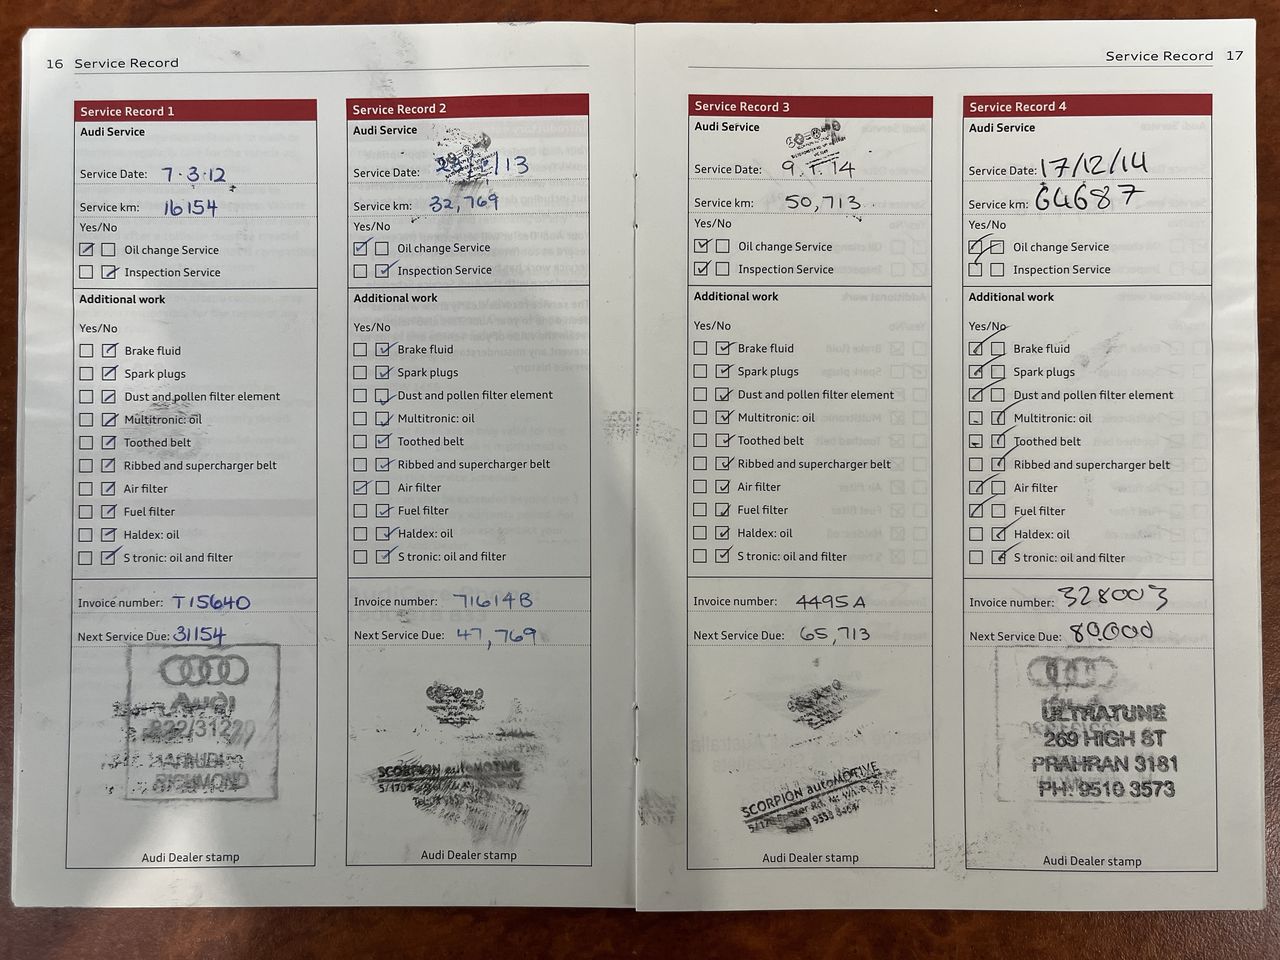 16 Service Record
Service Record 1
Audi Service
Service Date: 7·3·12
Service km: 16154
Yes/No
Oil change Service
Inspection Service
Additional work
Yes/No
Brake fluid
Spark plugs
Dust and pollen filter element
Multitronic: oil
Toothed belt
Ribbed and supercharger belt
Air filter
Fuel filter
Haldex: oil
S tronic: oil and filter
Invoice number: T15640
Next Service Due: 31154
Audi
RICHMOND
Audi Dealer stamp
Service Record 2
Audi Service
Service Date: /13
Service km: 32,769
Yes/No
Oil change Service
Inspection Service
Additional work
Yes/No
Brake fluid
Spark plugs
Dust and pollen filter element
Multitronic: oil
Toothed belt
Ribbed and supercharger belt
Air filter
Fuel filter
Haldex: oil
S tronic: oil and filter
Invoice number: 71614B
Next Service Due: 47,769
SCORPION autoMOTIVE
Audi Dealer stamp
Service Record 17
Service Record 3
Audi Service
Service Date: 9.1.14
Service km: 50,713
Yes/No
Oil change Service
Inspection Service
Additional work
Yes/No
Brake fluid
Spark plugs
Dust and pollen filter element
Multitronic: oil
Toothed belt
Ribbed and supercharger belt
Air filter
Fuel filter
Haldex: oil
S tronic: oil and filter
Invoice number: 4495A
Next Service Due: 65,713
SCORPION autoMOTIVE
Audi Dealer stamp
Service Record 4
Audi Service
Service Date: 17/12/14
Service km: 64687
Yes/No
Oil change Service
Inspection Service
Additional work
Yes/No
Brake fluid
Spark plugs
Dust and pollen filter element
Multitronic: oil
Toothed belt
Ribbed and supercharger belt
Air filter
Fuel filter
Haldex: oil
S tronic: oil and filter
Invoice number: 328003
Next Service Due: 80,000
ULTRATUNE
269 HIGH ST
PRAHRAN 3181
PH: 9510 3573
Audi Dealer stamp